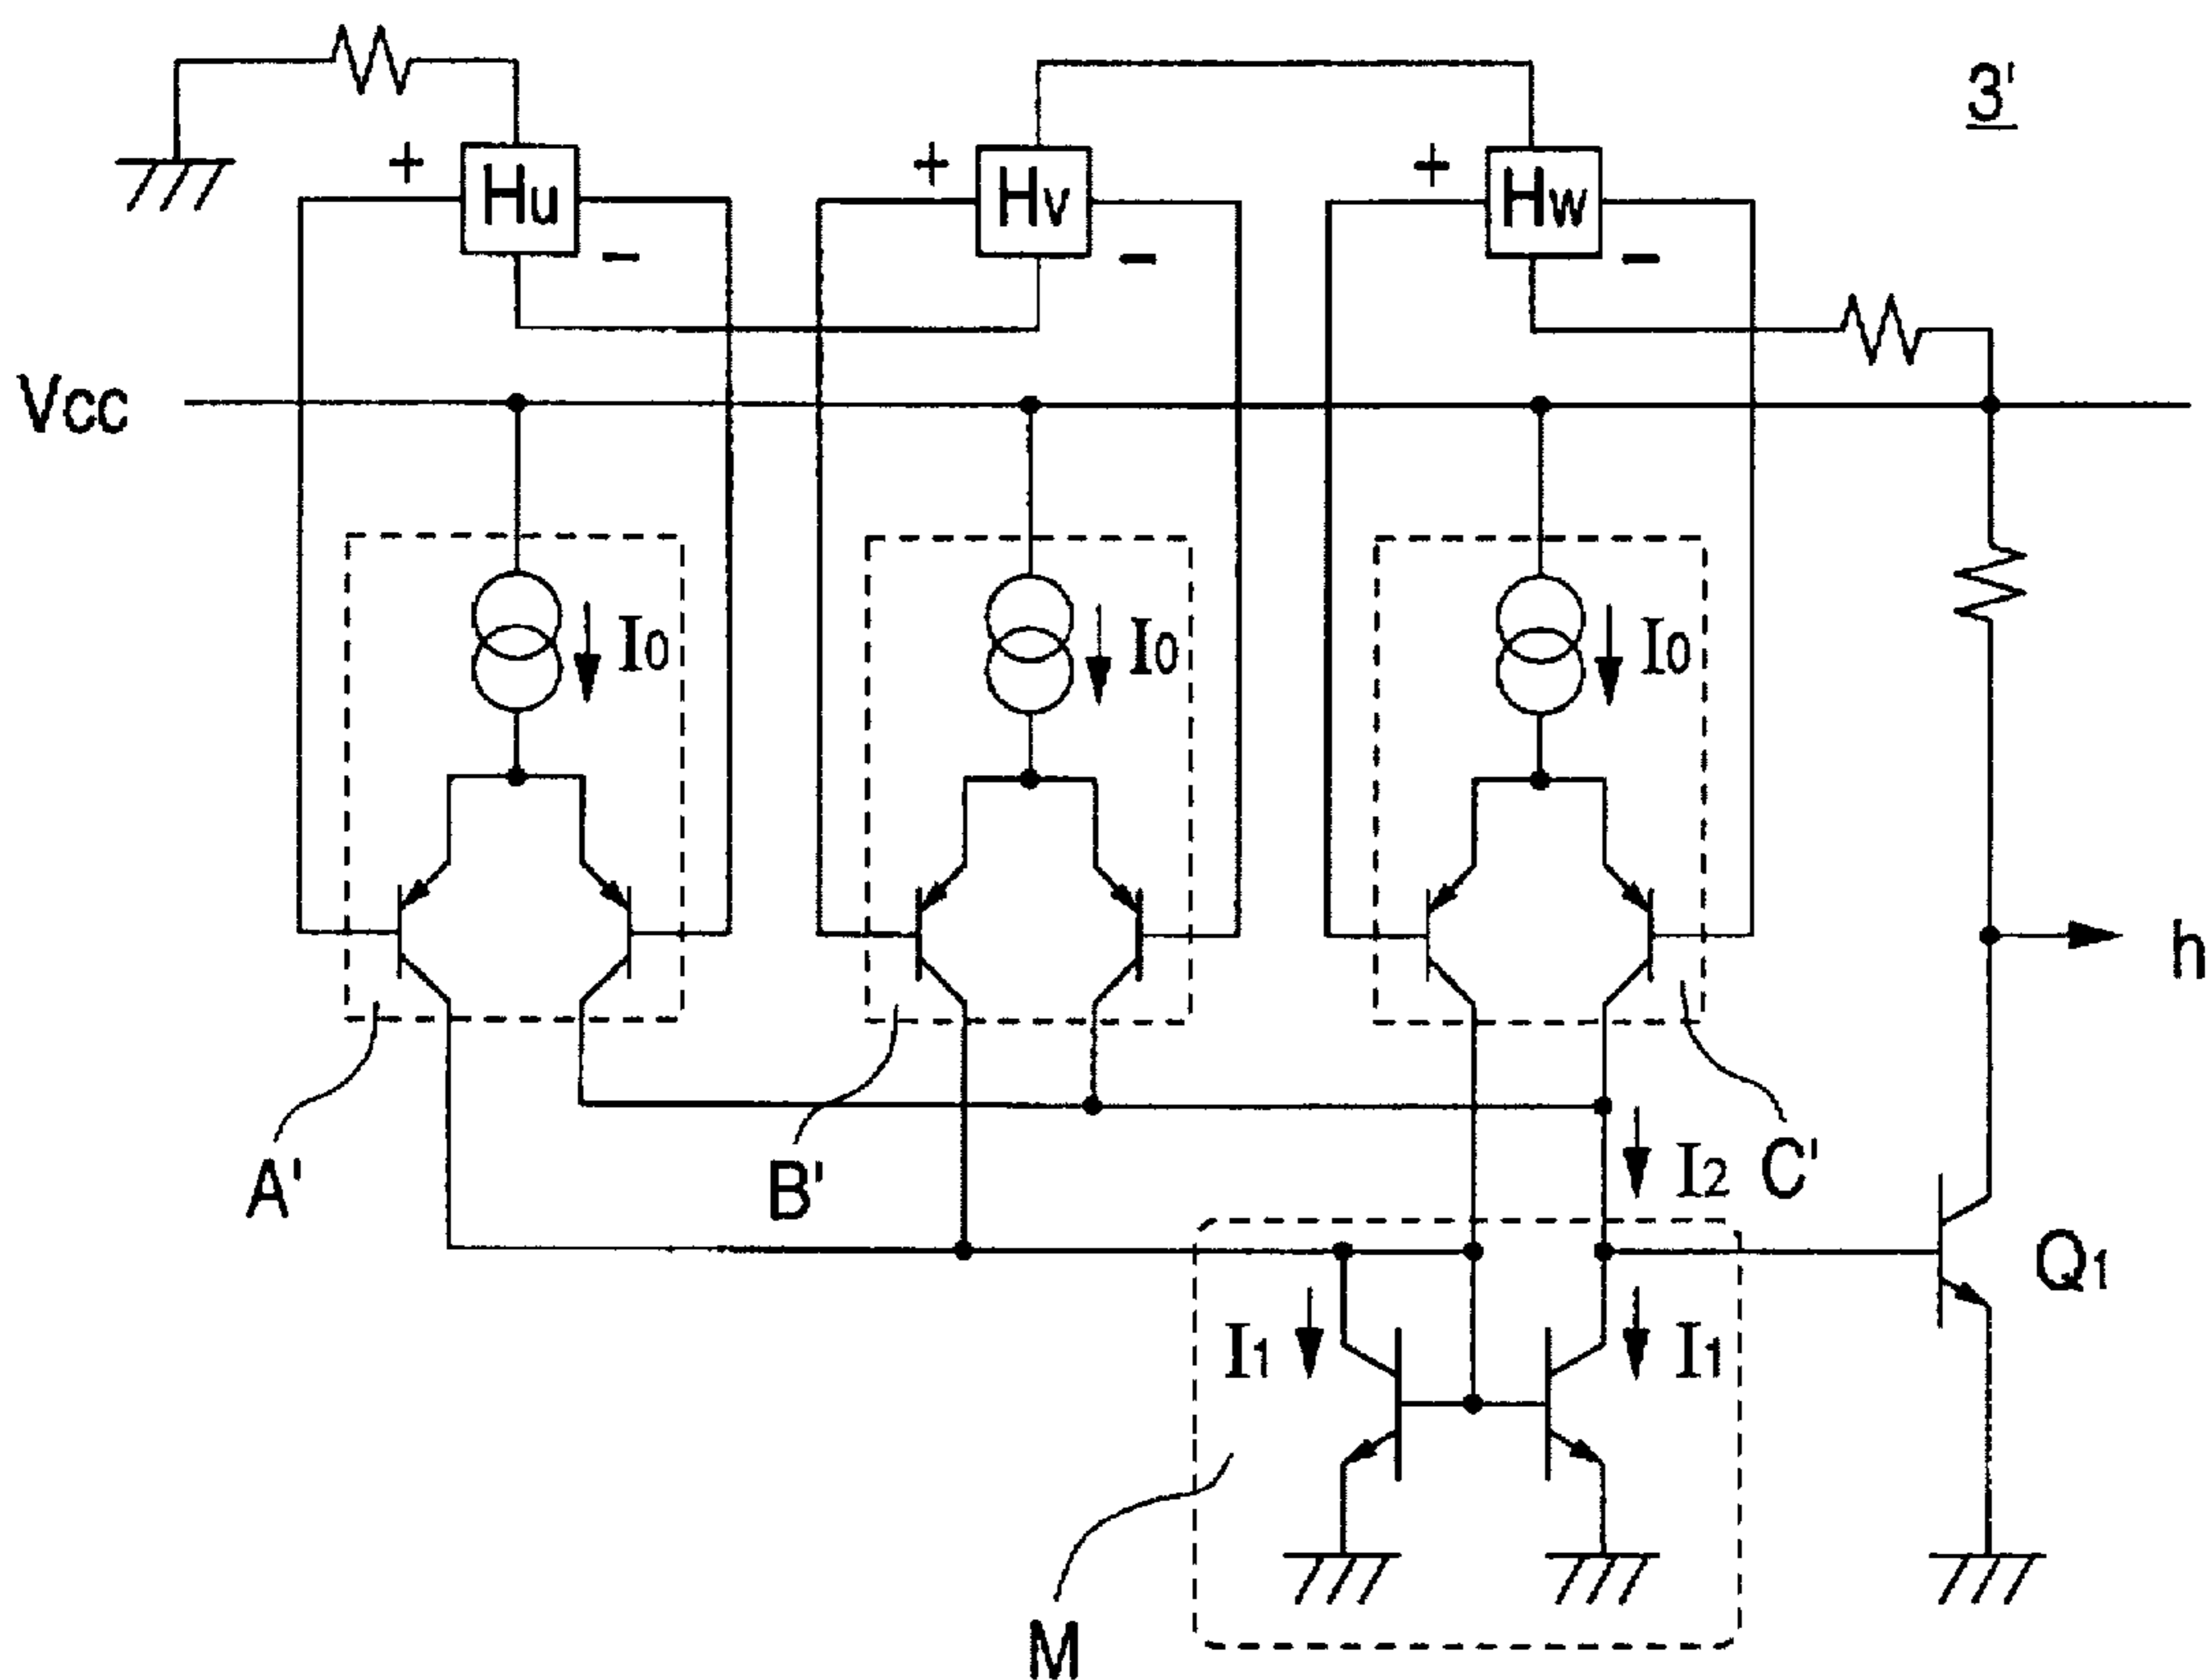 3'
+ Hu -
+ Hv -
+ Hw -
Vcc
I0
I0
I0
h
A'
B'
I2
C'
I1
I1
Q1
M